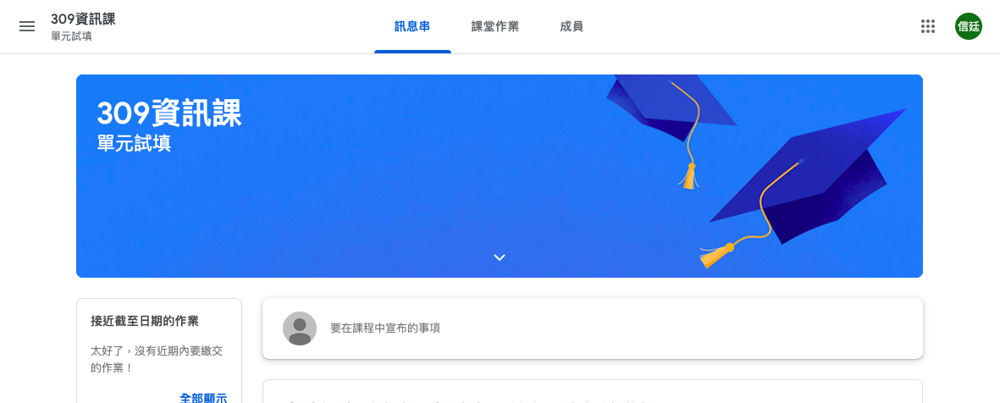 309資訊課
單元試填
訊息串
課堂作業
成員
信廷
309資訊課
單元試填
接近截至日期的作業
太好了，沒有近期內要繳交
的作業！
全部顯示
要在課程中宣布的事項